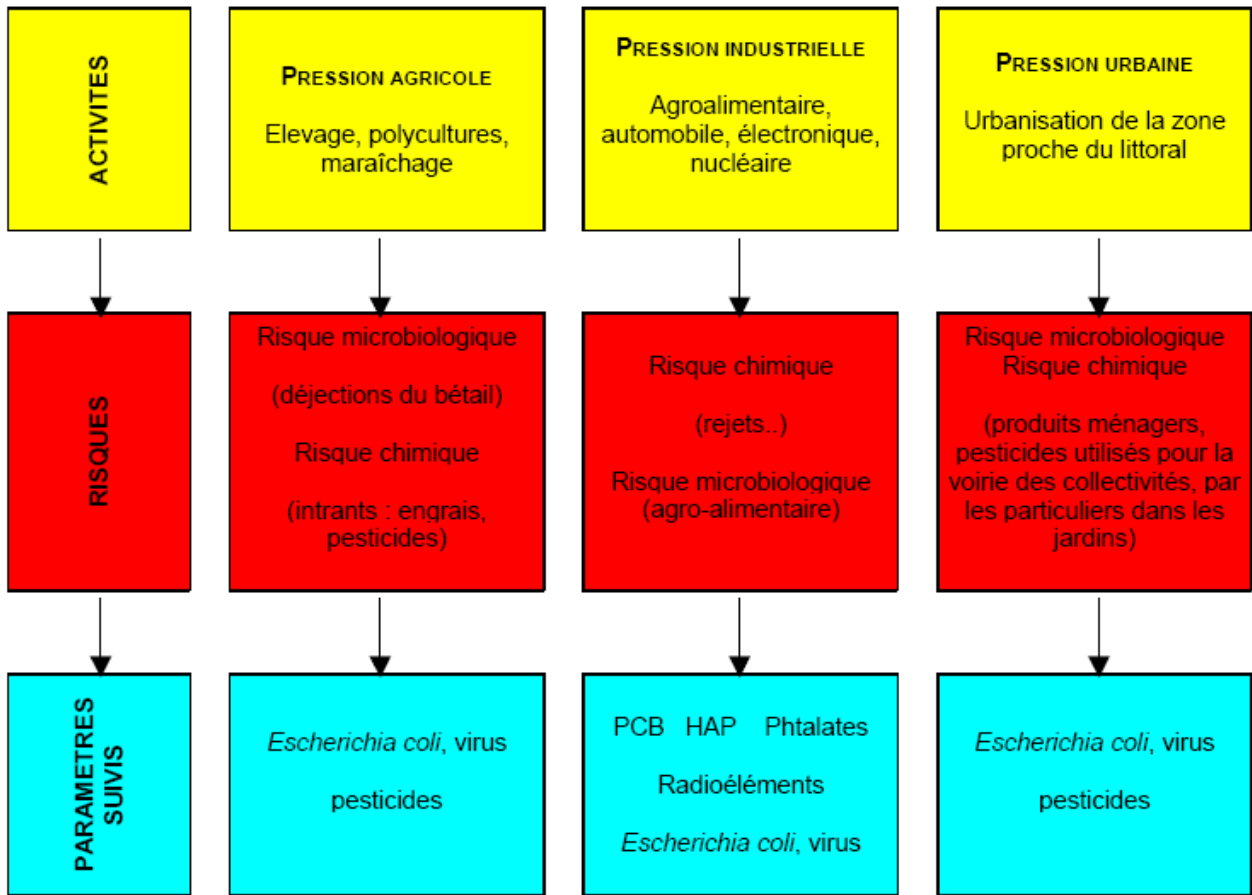 ACTIVITES
PRESSION AGRICOLE
Elevage, polycultures,
maraîchage
PRESSION INDUSTRIELLE
Agroalimentaire,
automobile, électronique,
nucléaire
PRESSION URBAINE
Urbanisation de la zone
proche du littoral
RISQUES
Risque microbiologique
(déjections du bétail)
Risque chimique
(intrants : engrais,
pesticides)
Risque chimique
(rejets..)
Risque microbiologique
(agro-alimentaire)
Risque microbiologique
Risque chimique
(produits ménagers,
pesticides utilisés pour la
voirie des collectivités, par
les particuliers dans les
jardins)
PARAMETRES
SUIVIS
Escherichia coli, virus
pesticides
PCB HAP Phtalates
Radioéléments
Escherichia coli, virus
Escherichia coli, virus
pesticides